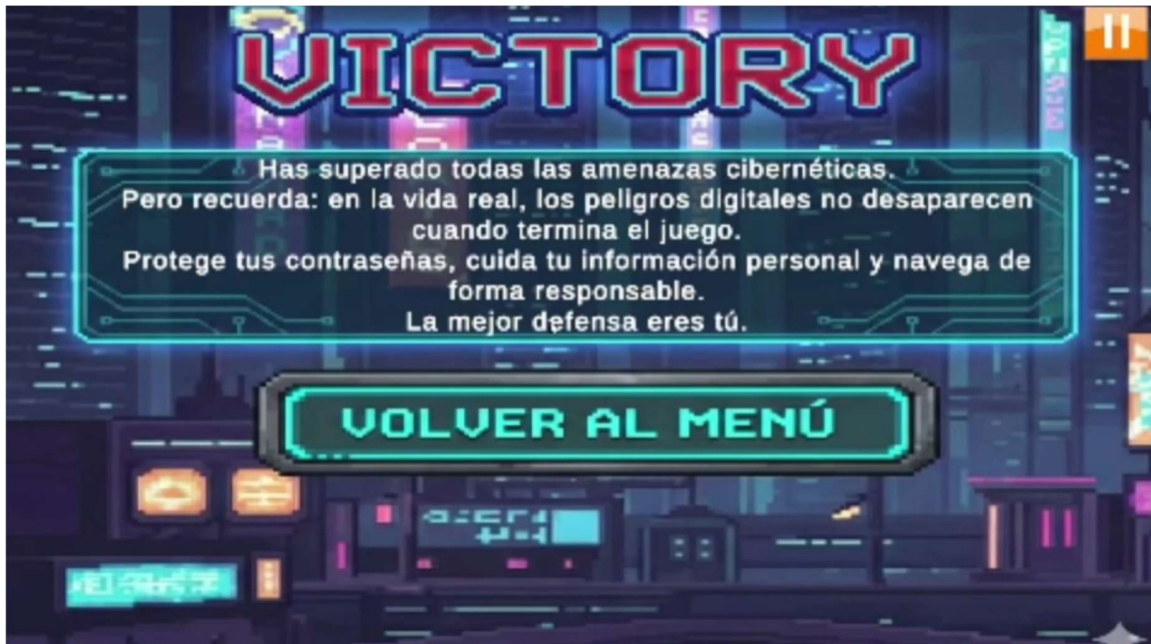 VICTORY
Has superado todas las amenazas cibernéticas.
Pero recuerda: en la vida real, los peligros digitales no desaparecen
cuando termina el juego.
Protege tus contraseñas, cuida tu información personal y navega de
forma responsable.
La mejor defensa eres tú.
VOLVER AL MENÚ